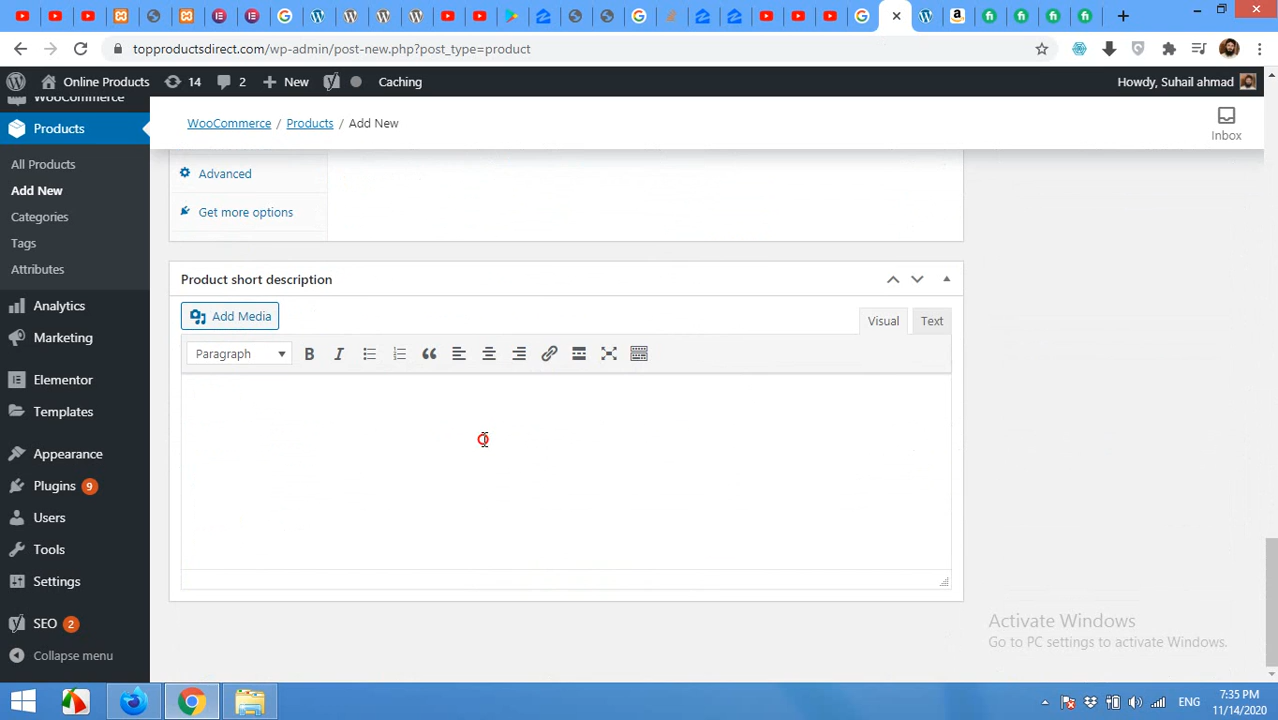 topproductsdirect.com/wp-admin/post-new.php?post_type=product
Online Products
14
2
New
Caching
Howdy, Suhail ahmad
WooCommerce
Products
All Products
Add New
Categories
Tags
Attributes
Analytics
Marketing
Elementor
Templates
Appearance
Plugins 9
Users
Tools
Settings
SEO 2
Collapse menu
WooCommerce / Products / Add New
Inbox
Advanced
Get more options
Product short description
Add Media
Visual
Text
Paragraph
Activate Windows
Go to PC settings to activate Windows.
ENG
7:35 PM
11/14/2020